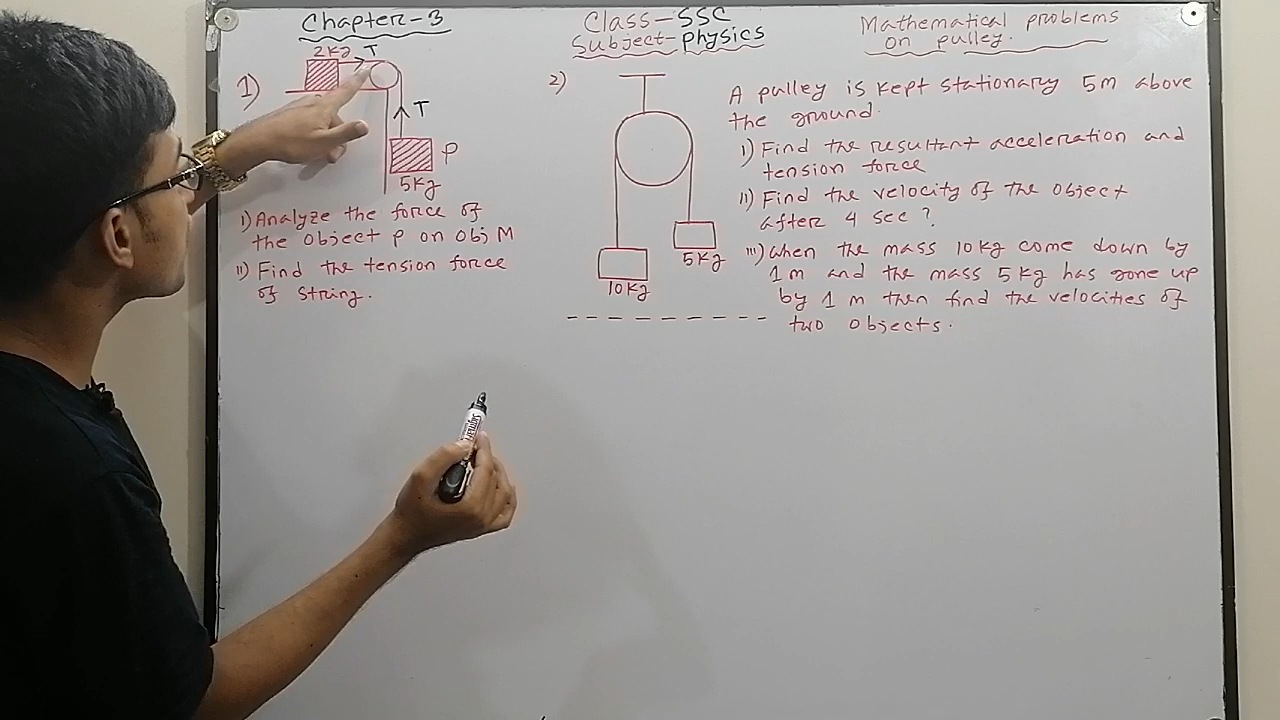 Chapter-3
Class-SSC
Subject-Physics
Mathematical problems
on pulley.
1)
2kg
T
T
P
5kg
i) Analyze the force of
the object P on obj M
ii) Find the tension force
of string.
2)
10kg
5kg
A pulley is kept stationary 5m above
the ground.
i) Find the resultant acceleration and
tension force
ii) Find the velocity of the object
after 4 sec?
iii) When the mass 10kg come down by
1m and the mass 5kg has gone up
by 1 m then find the velocities of
two objects.